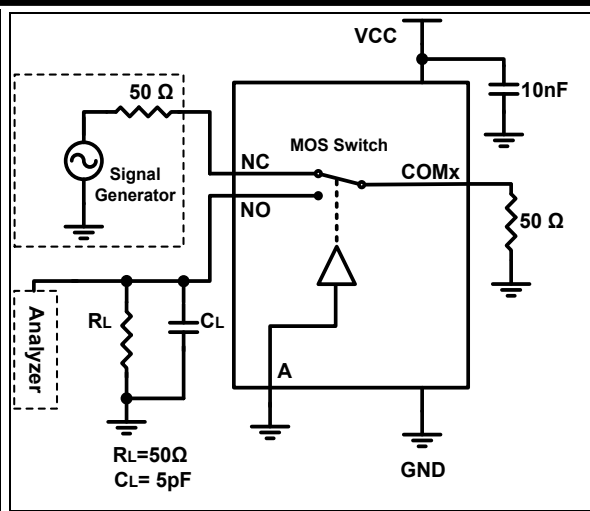 VCC
50 Ω
10nF
MOS Switch
NC
COMx
Signal
Generator
NO
50 Ω
Analyzer
RL
CL
A
RL=50Ω
CL= 5pF
GND